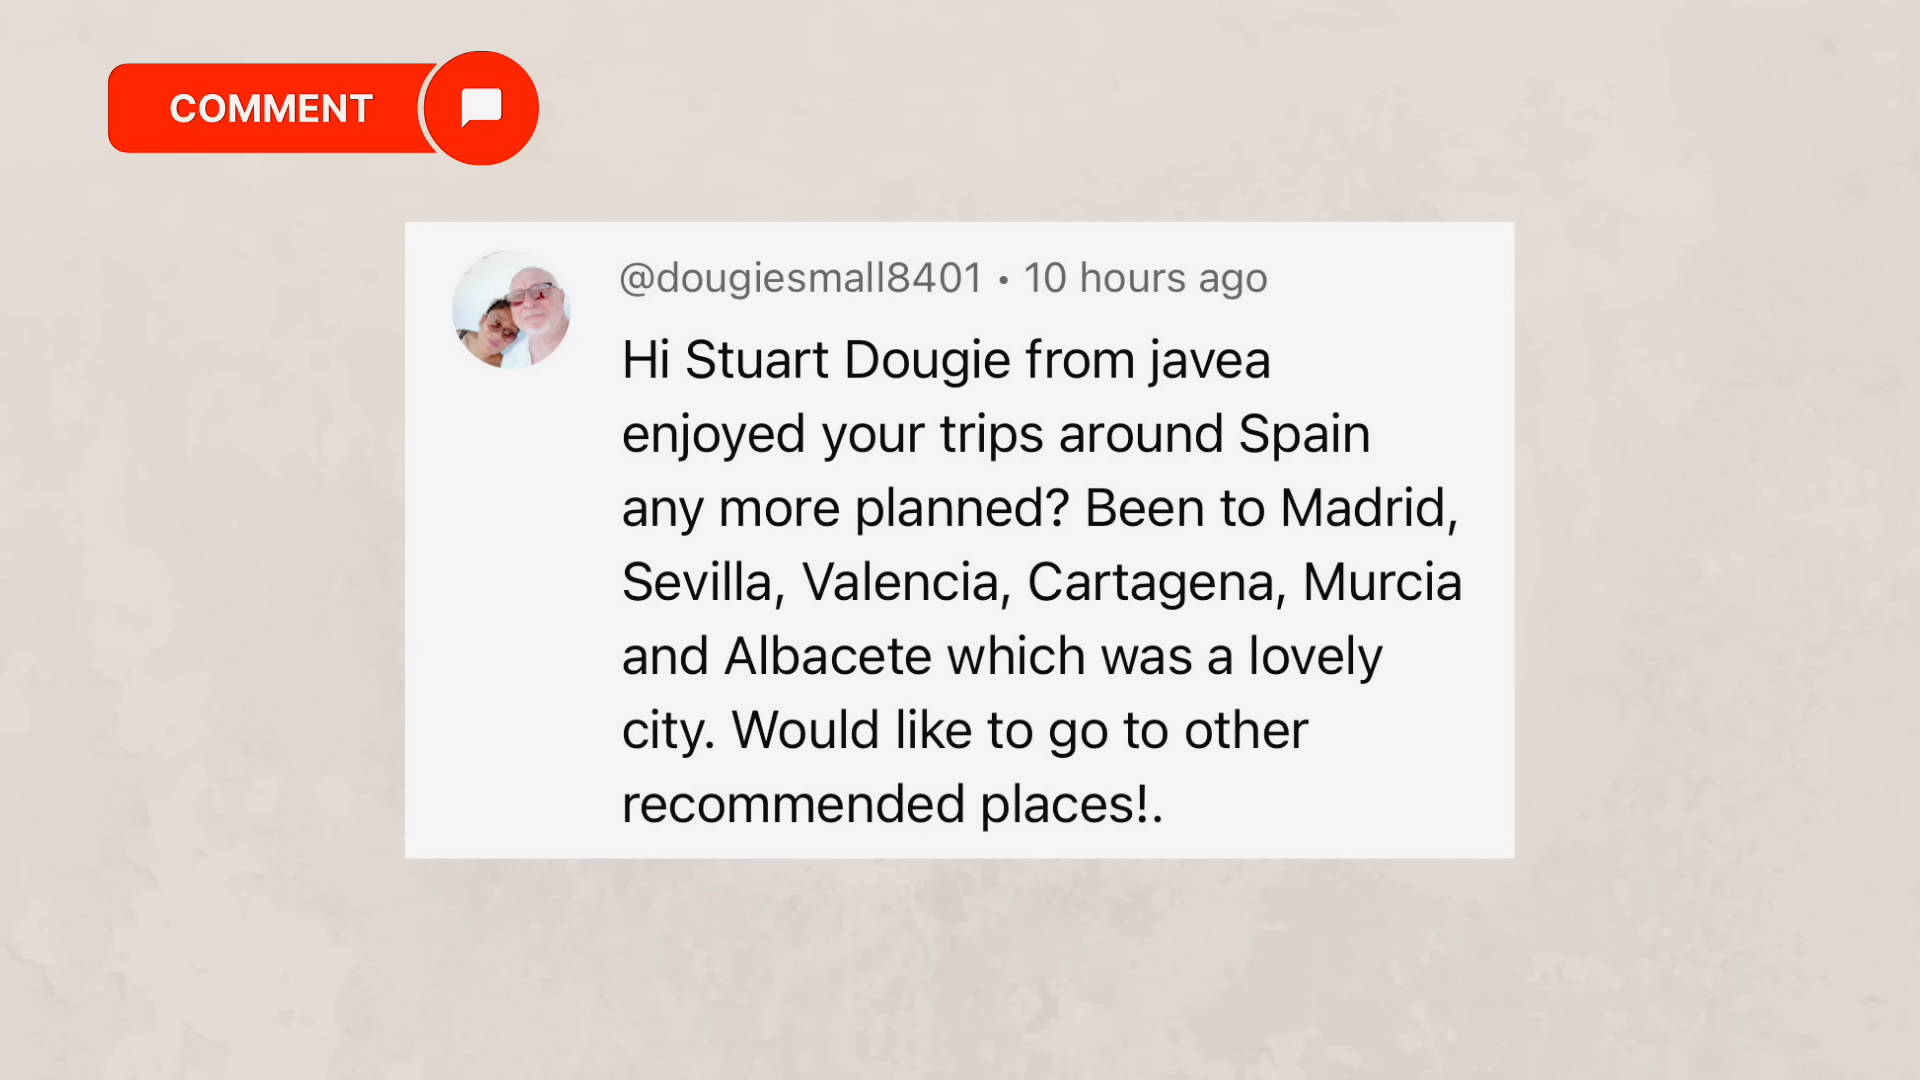 COMMENT
@dougiesmall8401 • 10 hours ago
Hi Stuart Dougie from javea
enjoyed your trips around Spain
any more planned? Been to Madrid,
Sevilla, Valencia, Cartagena, Murcia
and Albacete which was a lovely
city. Would like to go to other
recommended places!.